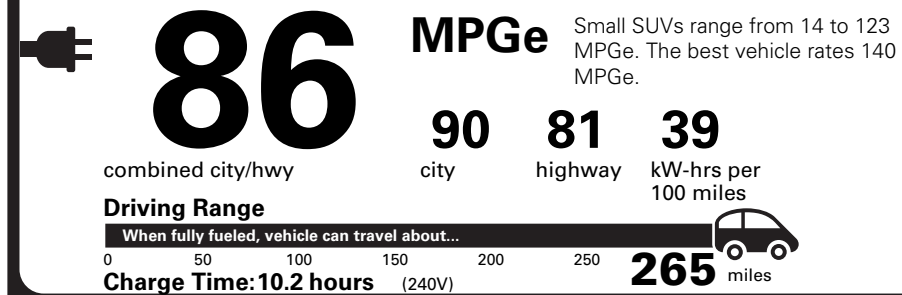 86
MPGe
Small SUVs range from 14 to 123
MPGe. The best vehicle rates 140
MPGe.
combined city/hwy
90
city
81
highway
39
kW-hrs per
100 miles
Driving Range
When fully fueled, vehicle can travel about...
0 50 100 150 200 250
265 miles
Charge Time: 10.2 hours (240V)